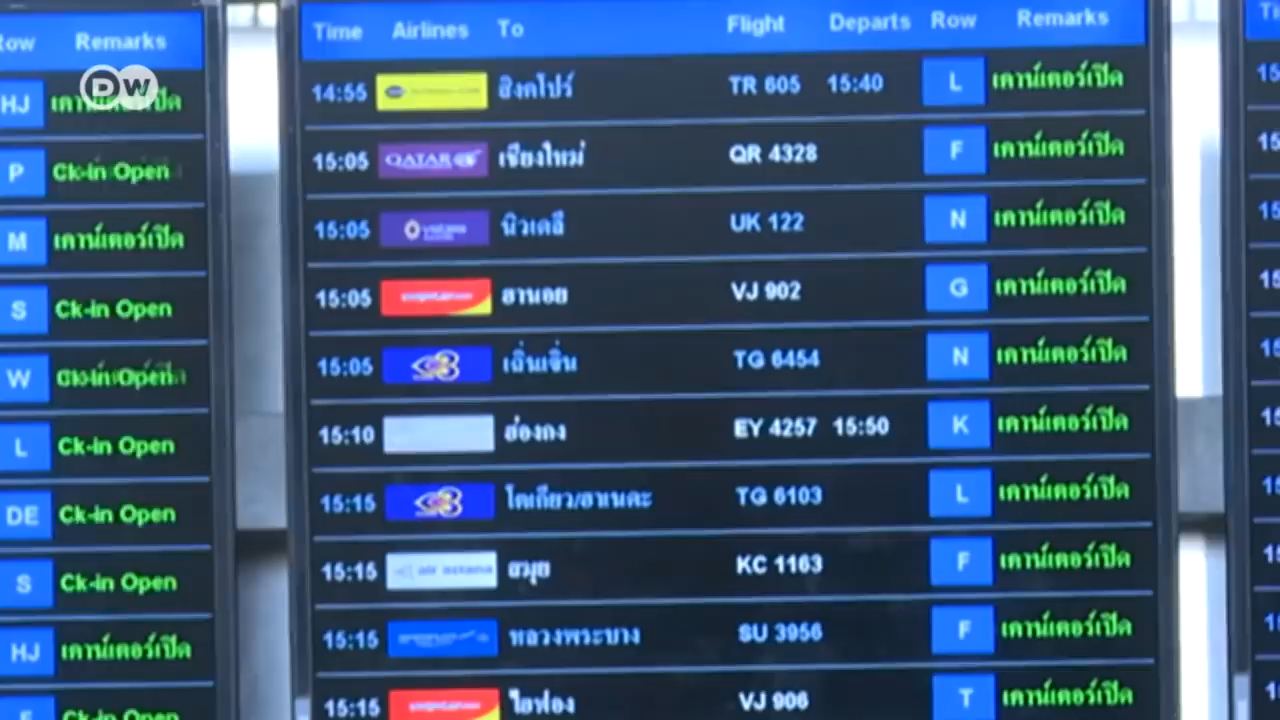 Row Remarks
HJ เคาน์เตอร์เปิด
DW
P Ck-in Open
M เคาน์เตอร์เปิด
S Ck-in Open
W
L Ck-in Open
DE Ck-in Open
S Ck-in Open
HJ เคาน์เตอร์เปิด
Ck-in Open
Time Airlines To Flight Departs Row Remarks
14:55 สิงคโปร์ TR 605 15:40 L เคาน์เตอร์เปิด
15:05 QATAR เชียงใหม่ QR 4328 F เคาน์เตอร์เปิด
15:05 นิวเดลี UK 122 N เคาน์เตอร์เปิด
15:05 ฮานอย VJ 902 G เคาน์เตอร์เปิด
15:05 เฉิ่นเจิ้น TG 6454 N เคาน์เตอร์เปิด
15:10 ฮ่องกง EY 4257 15:50 K เคาน์เตอร์เปิด
15:15 โตเกียว/ฮาเนดะ TG 6103 L เคาน์เตอร์เปิด
15:15 air astana สมุย KC 1163 F เคาน์เตอร์เปิด
15:15 หลวงพระบาง SU 3956 F เคาน์เตอร์เปิด
15:15 ไฮฟอง VJ 906 T เคาน์เตอร์เปิด